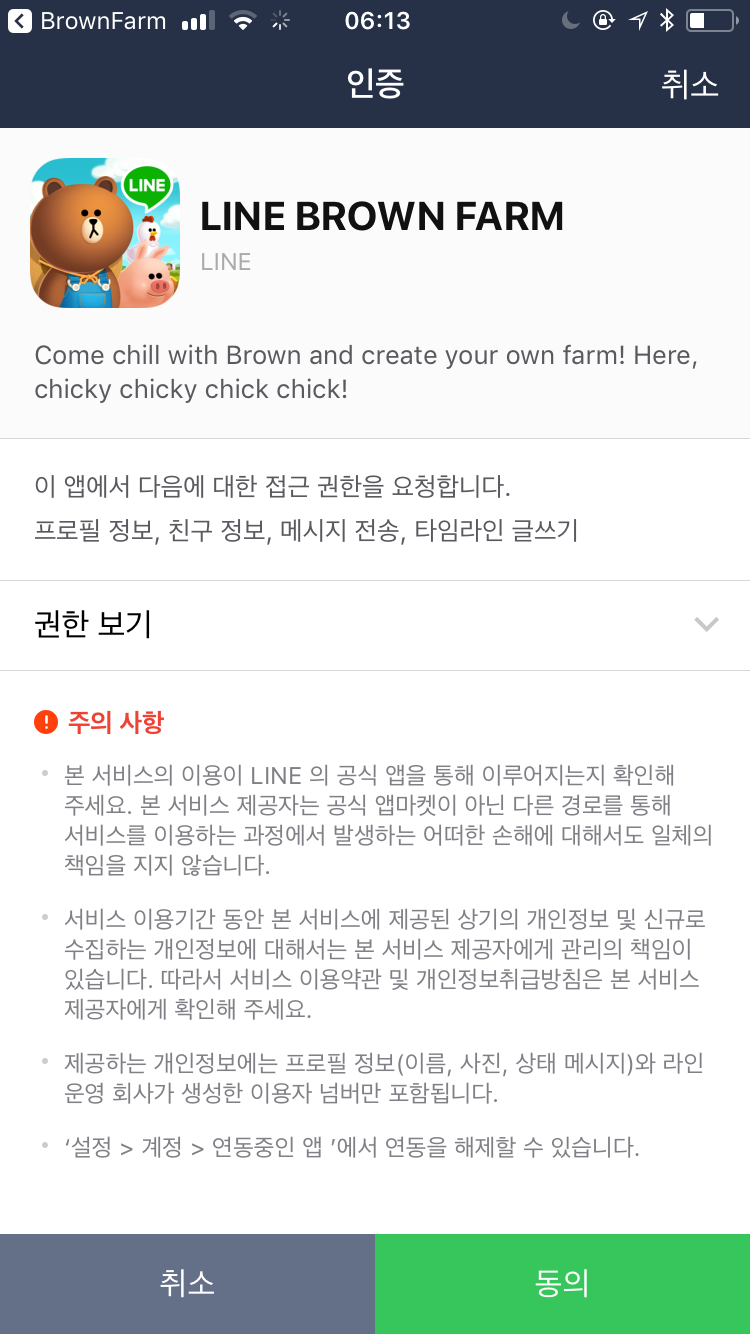 BrownFarm 06:13
인증 취소
LINE
LINE BROWN FARM
LINE
Come chill with Brown and create your own farm! Here,
chicky chicky chick chick!
이 앱에서 다음에 대한 접근 권한을 요청합니다.
프로필 정보, 친구 정보, 메시지 전송, 타임라인 글쓰기
권한 보기
주의 사항
• 본 서비스의 이용이 LINE 의 공식 앱을 통해 이루어지는지 확인해
주세요. 본 서비스 제공자는 공식 앱마켓이 아닌 다른 경로를 통해
서비스를 이용하는 과정에서 발생하는 어떠한 손해에 대해서도 일체의
책임을 지지 않습니다.
• 서비스 이용기간 동안 본 서비스에 제공된 상기의 개인정보 및 신규로
수집하는 개인정보에 대해서는 본 서비스 제공자에게 관리의 책임이
있습니다. 따라서 서비스 이용약관 및 개인정보취급방침은 본 서비스
제공자에게 확인해 주세요.
• 제공하는 개인정보에는 프로필 정보(이름, 사진, 상태 메시지)와 라인
운영 회사가 생성한 이용자 넘버만 포함됩니다.
• ‘설정 > 계정 > 연동중인 앱 ’에서 연동을 해제할 수 있습니다.
취소 동의